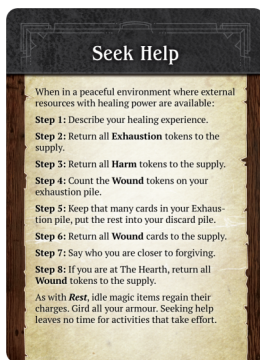 Seek Help
When in a peaceful environment where external
resources with healing power are available:
Step 1: Describe your healing experience.
Step 2: Return all Exhaustion tokens to the
supply.
Step 3: Return all Harm tokens to the supply.
Step 4: Count the Wound tokens on your
exhaustion pile.
Step 5: Keep that many cards in your Exhaus-
tion pile, put the rest into your discard pile.
Step 6: Return all Wound cards to the supply.
Step 7: Say who you are closer to forgiving.
Step 8: If you are at The Hearth, return all
Wound tokens to the supply.
As with Rest, idle magic items regain their
charges. Gird all your armour. Seeking help
leaves no time for activities that take effort.